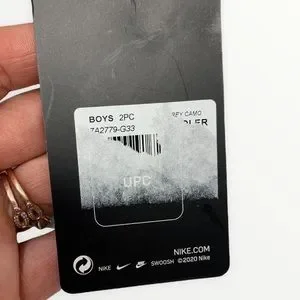 BOYS 2PC
7A2779-G33
UPC
NIKE.COM
NIKE SWOOSH ©2020 Nike